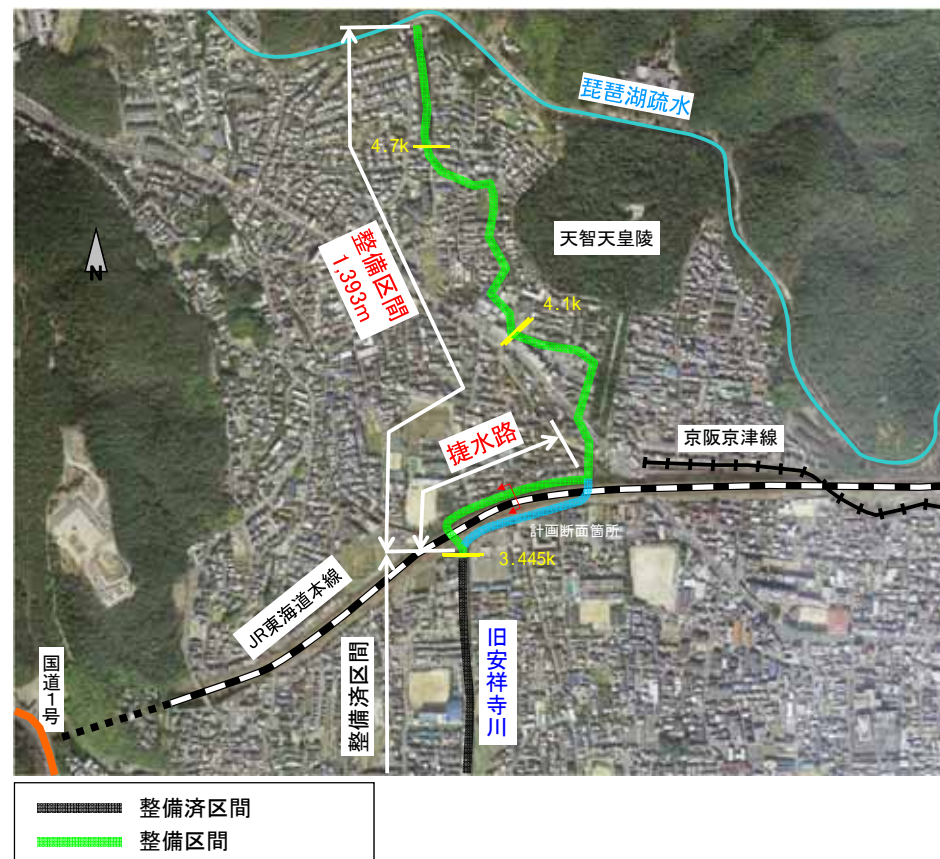 琵琶湖疏水
4.7k
天智天皇陵
整備区間
1,393m
N
4.1k
捷水路
京阪京津線
計画断面箇所
3.445k
JR東海道本線
国道1号
整備済区間
旧安祥寺川
整備済区間
整備区間